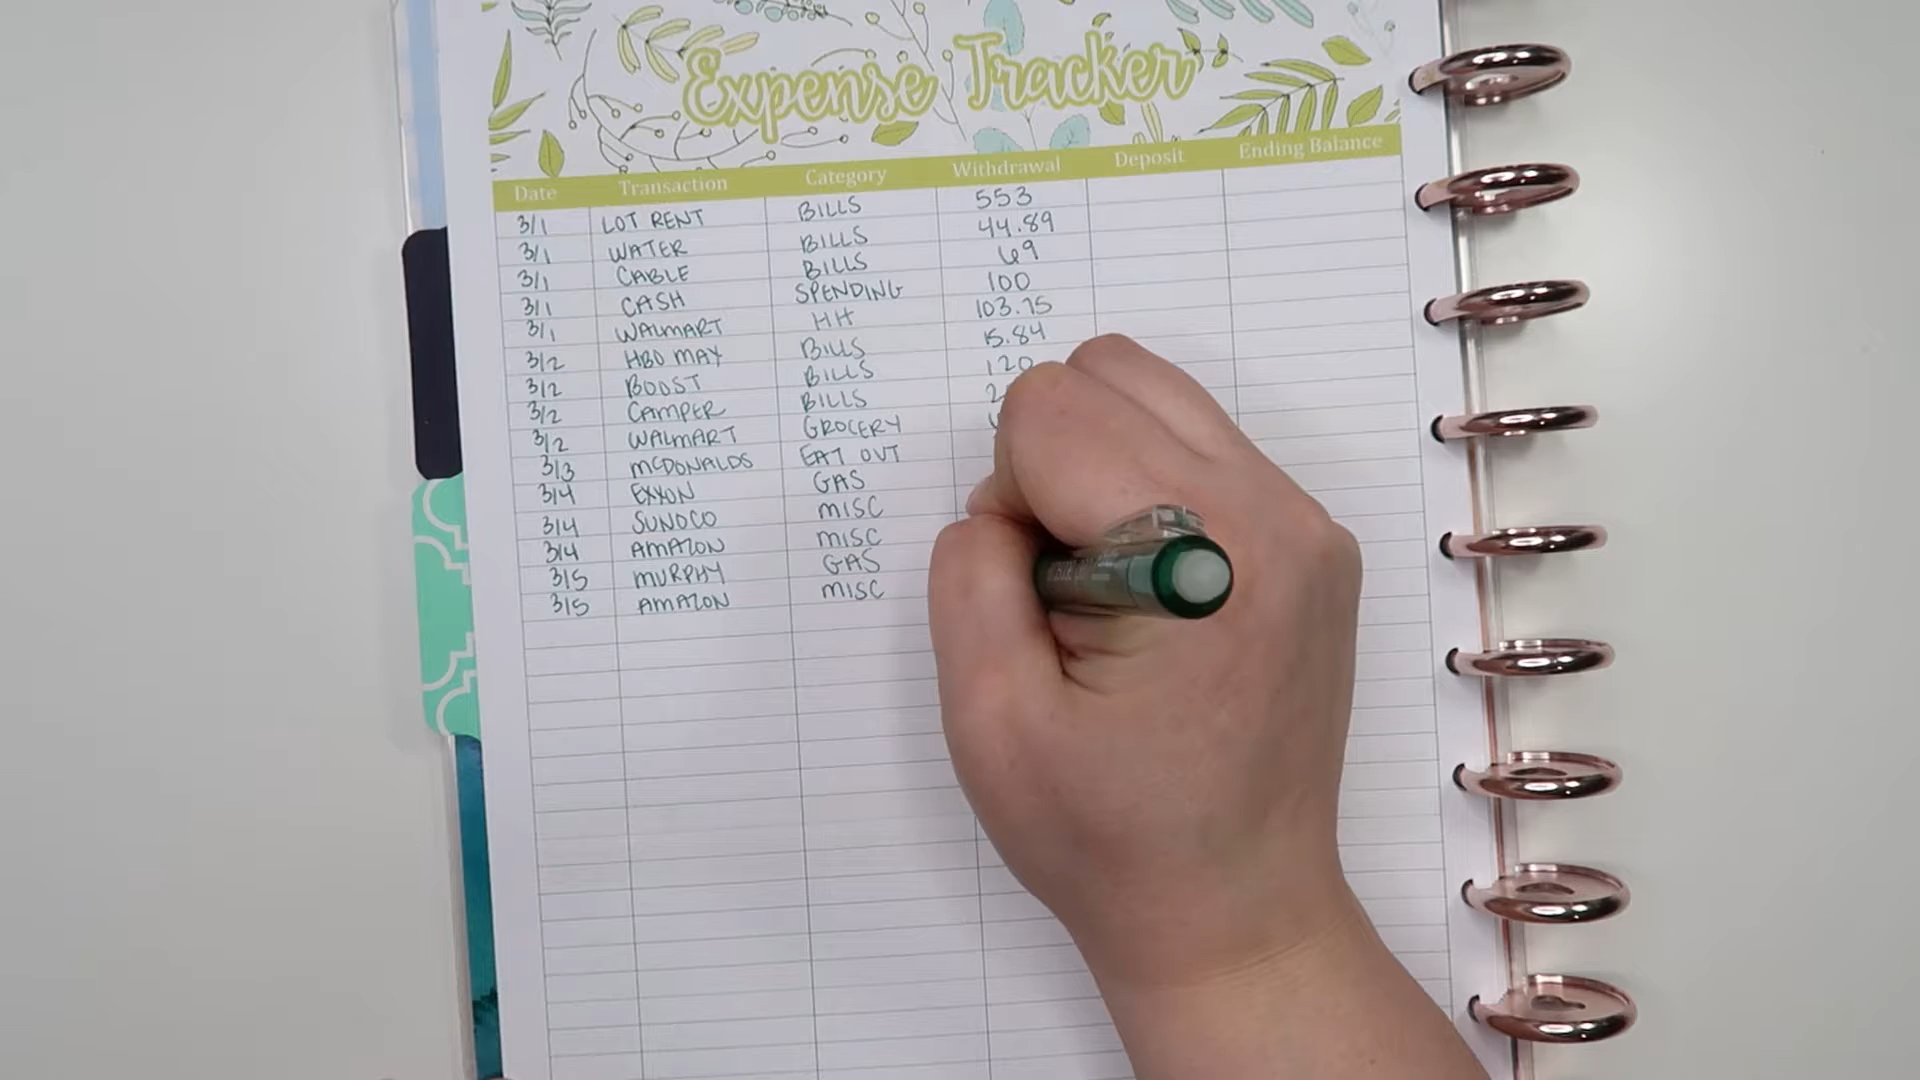 Expense Tracker
Date Transaction Category Withdrawal Deposit Ending Balance
3/1 LOT RENT BILLS 553
3/1 WATER BILLS 44.89
3/1 CABLE BILLS 69
3/1 CASH SPENDING 100
3/1 WALMART HH 103.75
3/2 HBO MAX BILLS 15.84
3/2 BOOST BILLS 120
3/2 CAMPER BILLS
3/2 WALMART GROCERY
3/3 MCDONALDS EAT OUT
3/4 EXXON GAS
3/4 SUNOCO MISC
3/4 AMAZON MISC
3/5 MURPHY GAS
3/5 AMAZON MISC